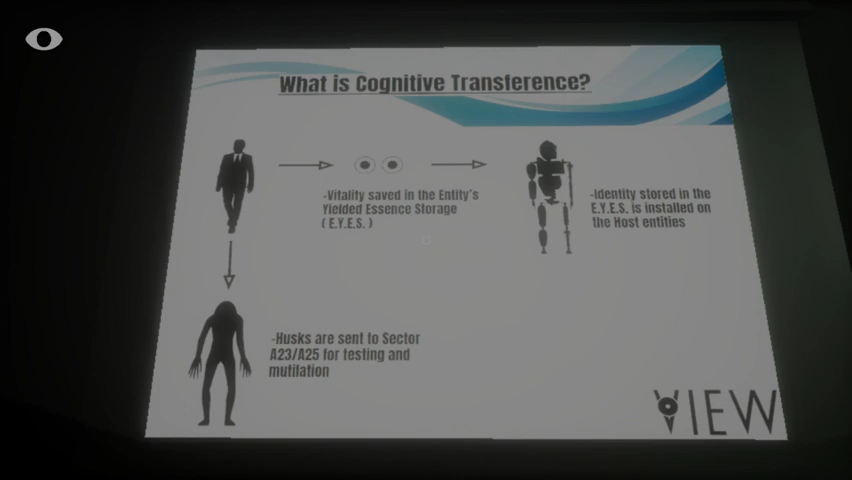 What is Cognitive Transference?
-Vitality saved in the Entity's
Yielded Essence Storage
( E.Y.E.S. )
-Identity stored in the
E.Y.E.S. is installed on
the Host entities
-Husks are sent to Sector
A23/A25 for testing and
mutilation
VIEW